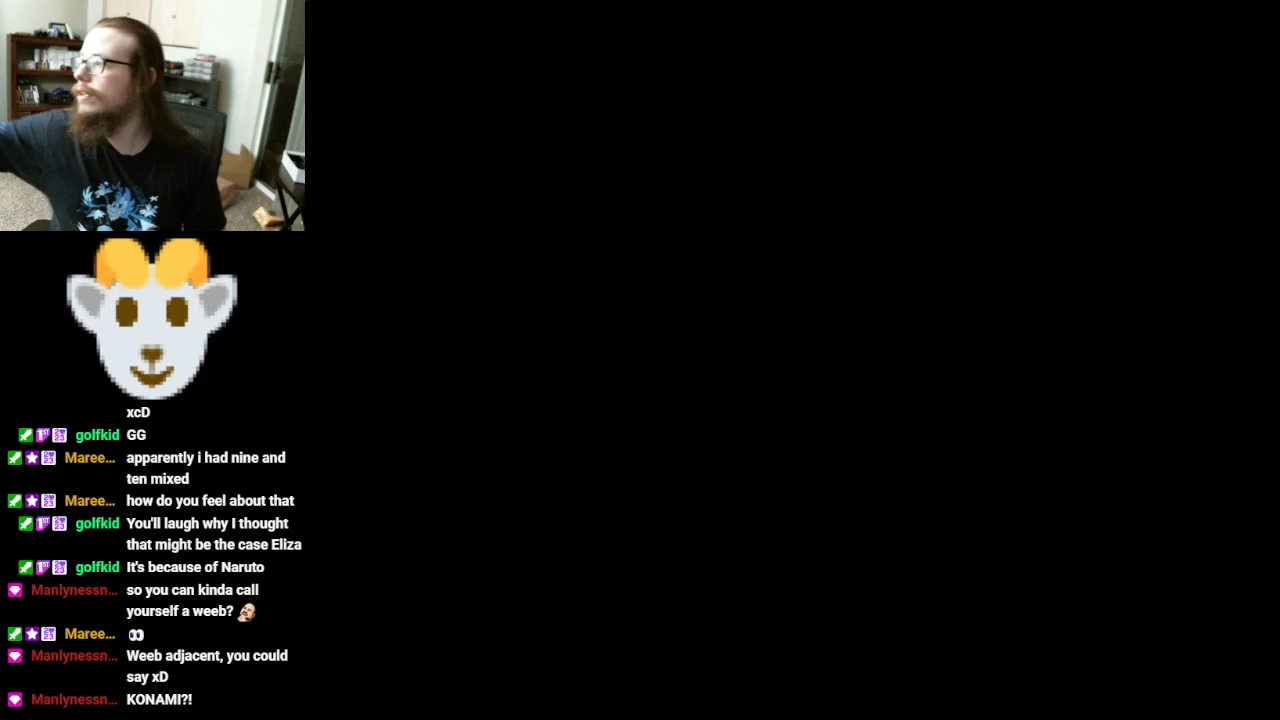 xcD
golfkid GG
Maree... apparently i had nine and
ten mixed
Maree... how do you feel about that
golfkid You'll laugh why I thought
that might be the case Eliza
golfkid It's because of Naruto
Manlynessn... so you can kinda call
yourself a weeb?
Maree...
Manlynessn... Weeb adjacent, you could
say xD
Manlynessn... KONAMI?!